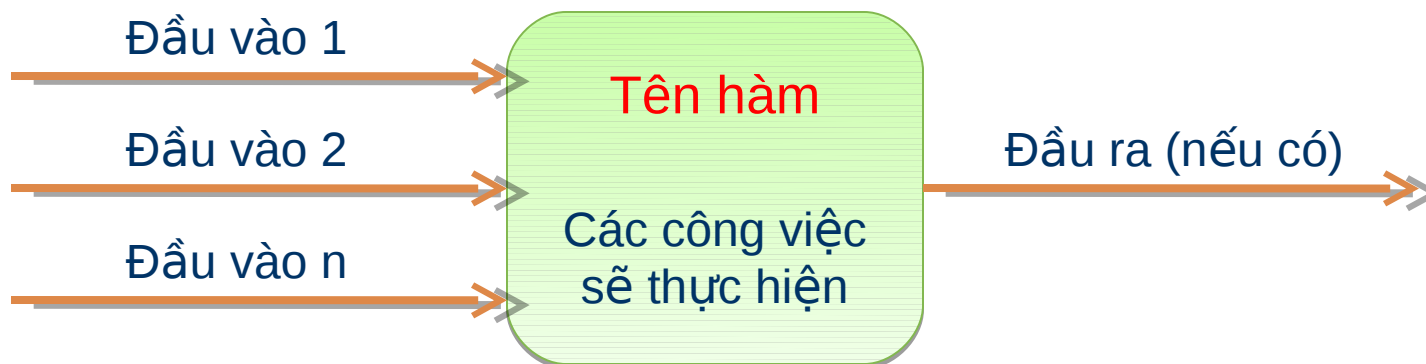 Đầu vào 1
Đầu vào 2
Đầu vào n
Tên hàm
Các công việc
sẽ thực hiện
Đầu ra (nếu có)